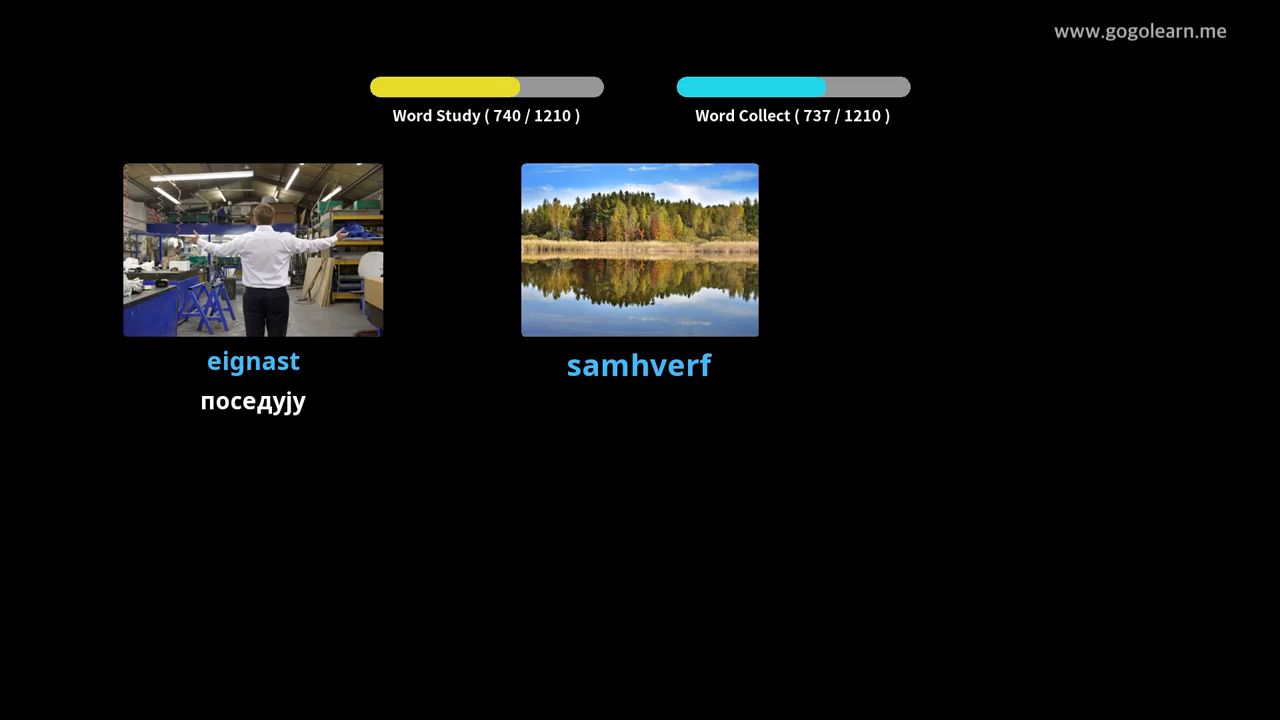 www.gogolearn.me
Word Study ( 740 / 1210 )
Word Collect ( 737 / 1210 )
eignast
поседују
samhverf